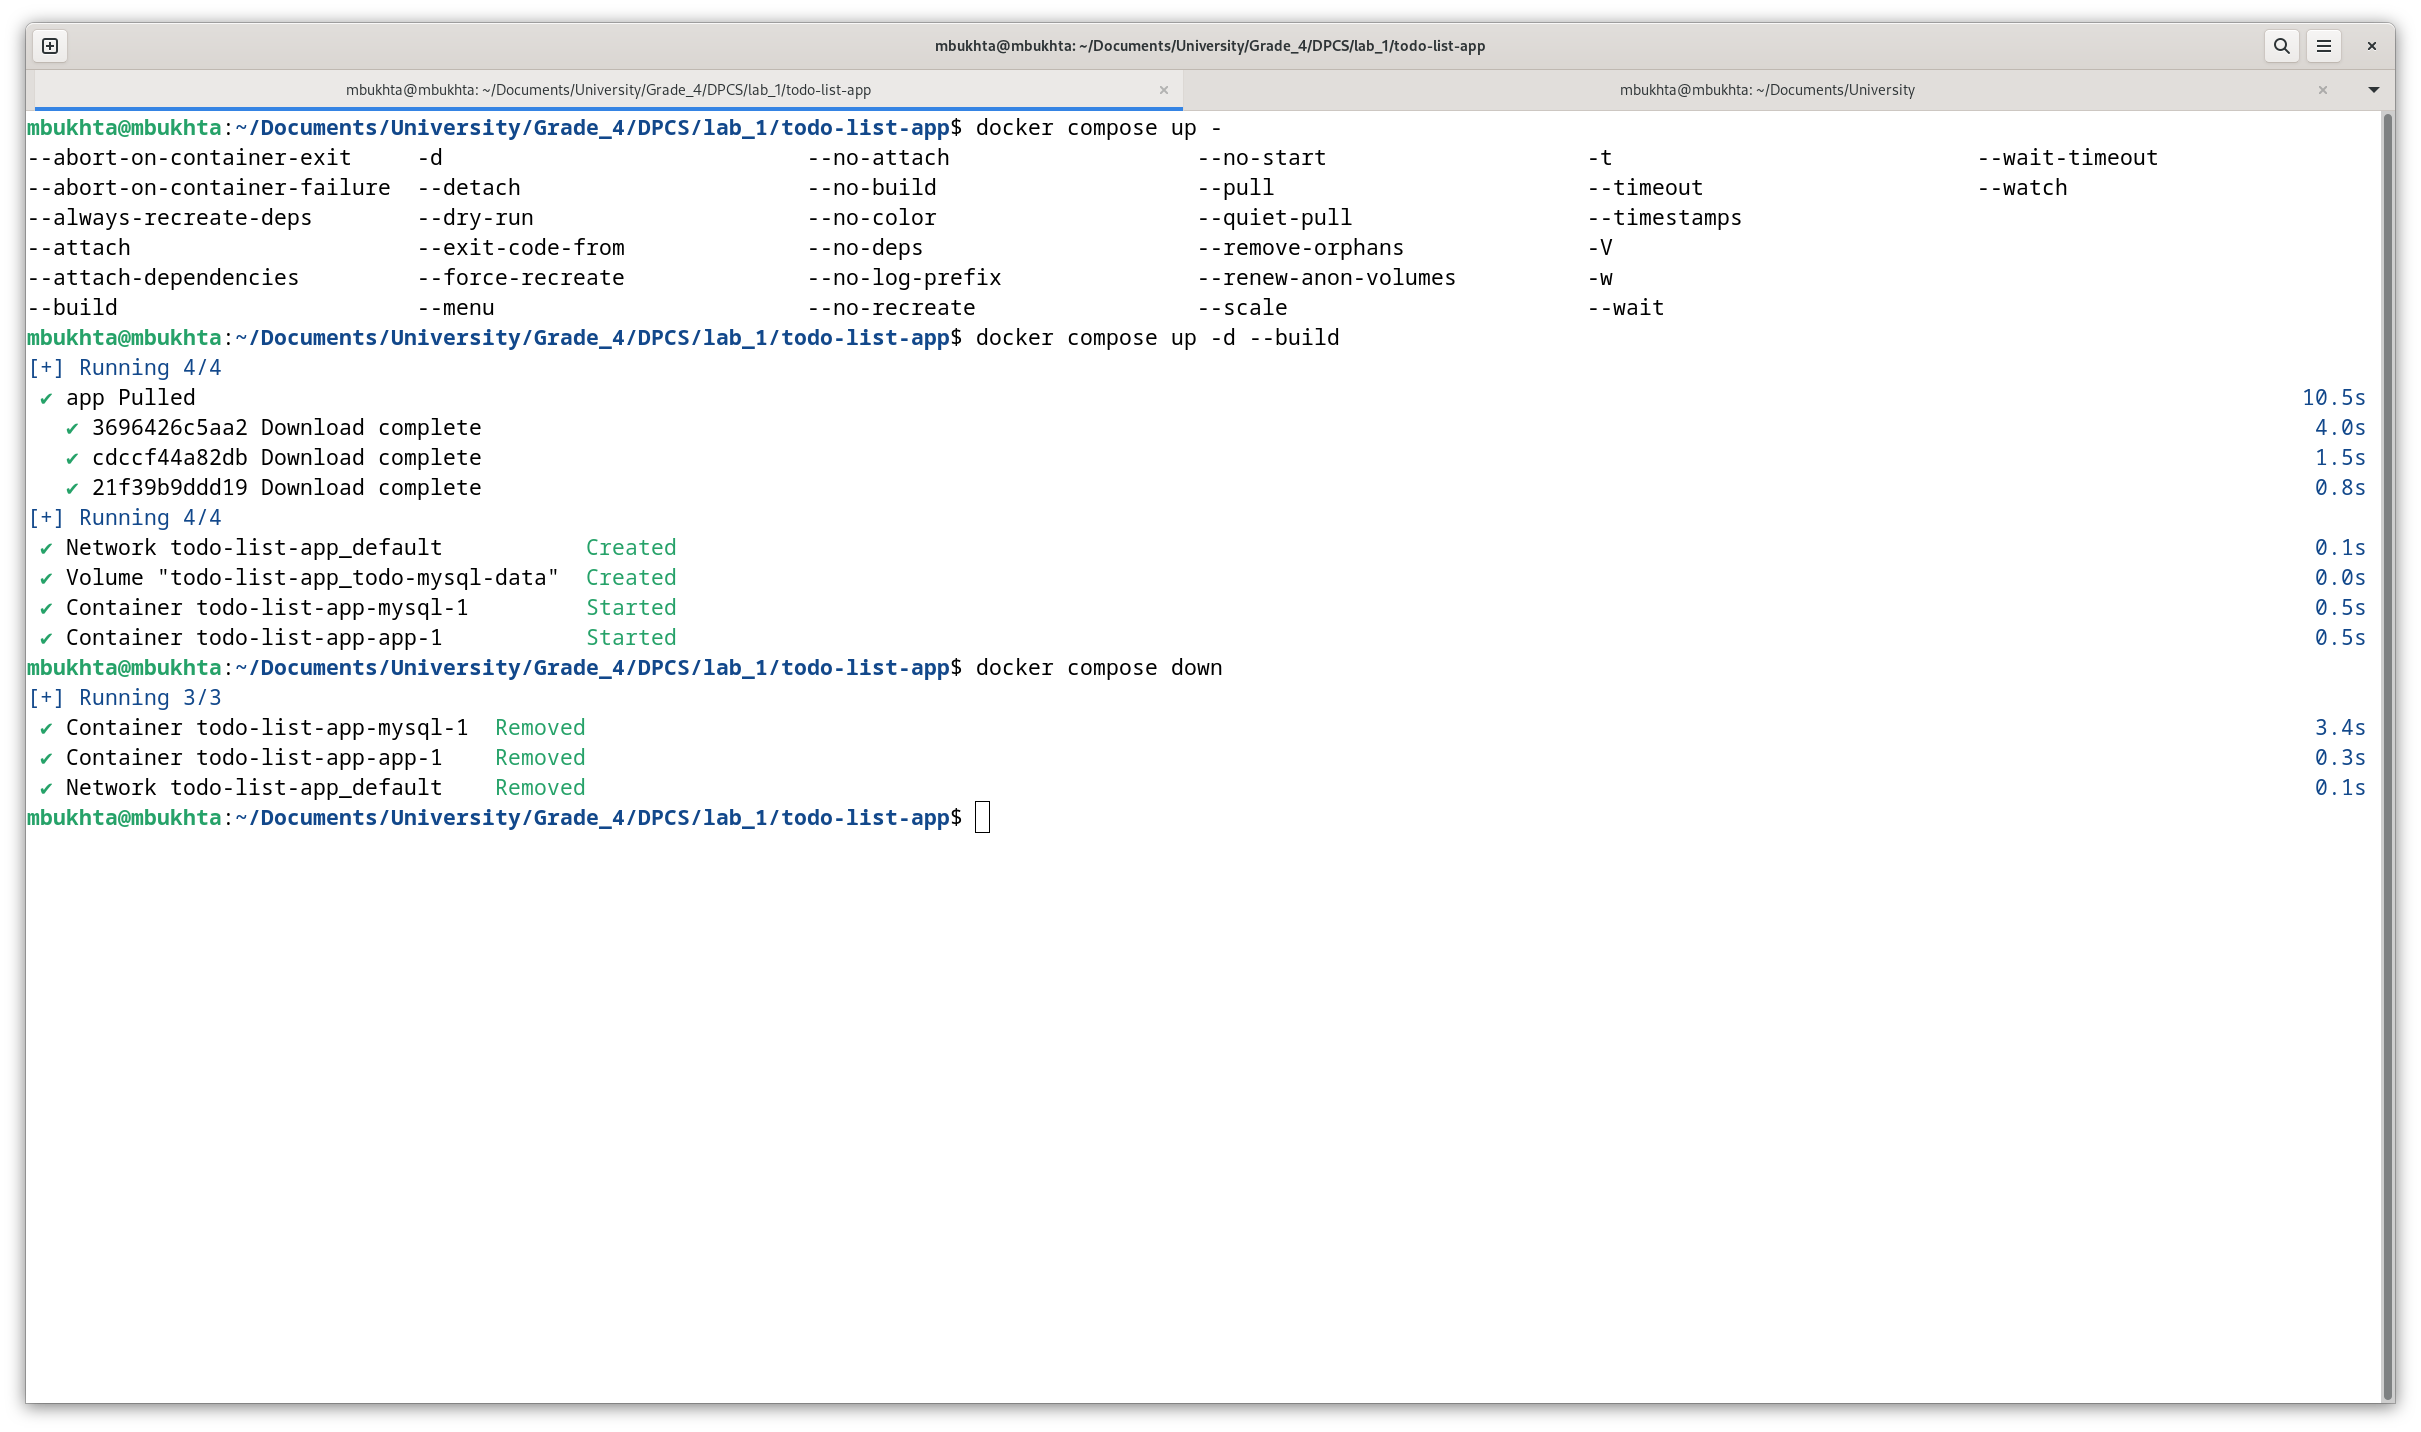 mbukhta@mbukhta: ~/Documents/University/Grade_4/DPCS/lab_1/todo-list-app
mbukhta@mbukhta: ~/Documents/University/Grade_4/DPCS/lab_1/todo-list-app × mbukhta@mbukhta: ~/Documents/University ×
mbukhta@mbukhta:~/Documents/University/Grade_4/DPCS/lab_1/todo-list-app$ docker compose up -
--abort-on-container-exit -d --no-attach --no-start -t --wait-timeout
--abort-on-container-failure --detach --no-build --pull --timeout --watch
--always-recreate-deps --dry-run --no-color --quiet-pull --timestamps
--attach --exit-code-from --no-deps --remove-orphans -V
--attach-dependencies --force-recreate --no-log-prefix --renew-anon-volumes -w
--build --menu --no-recreate --scale --wait
mbukhta@mbukhta:~/Documents/University/Grade_4/DPCS/lab_1/todo-list-app$ docker compose up -d --build
[+] Running 4/4
✔ app Pulled 10.5s
✔ 3696426c5aa2 Download complete 4.0s
✔ cdccf44a82db Download complete 1.5s
✔ 21f39b9ddd19 Download complete 0.8s
[+] Running 4/4
✔ Network todo-list-app_default Created 0.1s
✔ Volume "todo-list-app_todo-mysql-data" Created 0.0s
✔ Container todo-list-app-mysql-1 Started 0.5s
✔ Container todo-list-app-app-1 Started 0.5s
mbukhta@mbukhta:~/Documents/University/Grade_4/DPCS/lab_1/todo-list-app$ docker compose down
[+] Running 3/3
✔ Container todo-list-app-mysql-1 Removed 3.4s
✔ Container todo-list-app-app-1 Removed 0.3s
✔ Network todo-list-app_default Removed 0.1s
mbukhta@mbukhta:~/Documents/University/Grade_4/DPCS/lab_1/todo-list-app$